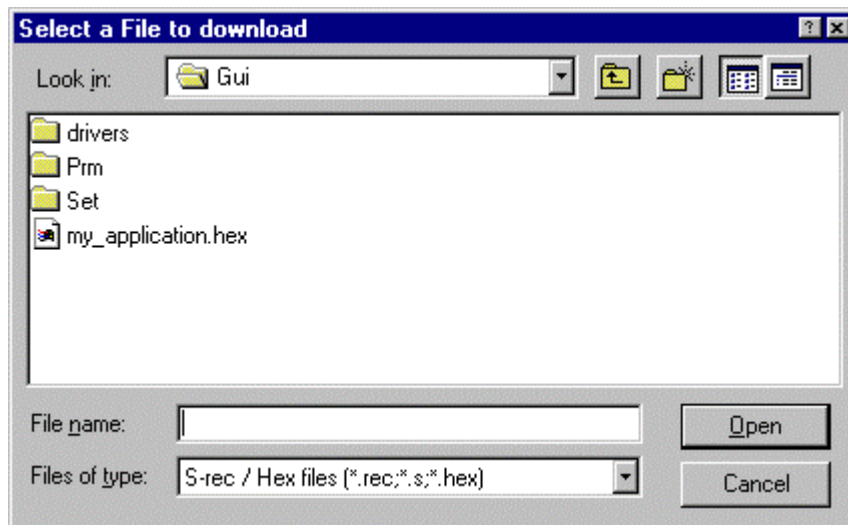 Select a File to download
Look in: Gui
drivers
Prm
Set
my_application.hex
File name: Open
Files of type: S-rec / Hex files (*.rec;*.s;*.hex) Cancel